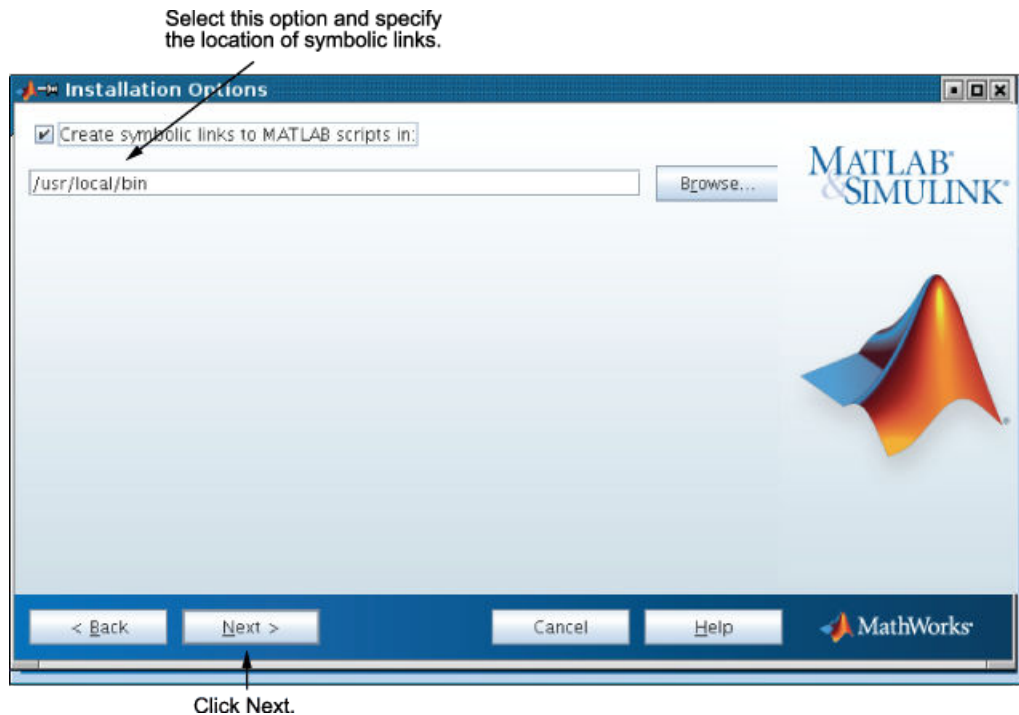 Select this option and specify
the location of symbolic links.
Installation Options
Create symbolic links to MATLAB scripts in:
/usr/local/bin
Browse...
MATLAB®
&SIMULINK®
< Back
Next >
Cancel
Help
MathWorks®
Click Next.